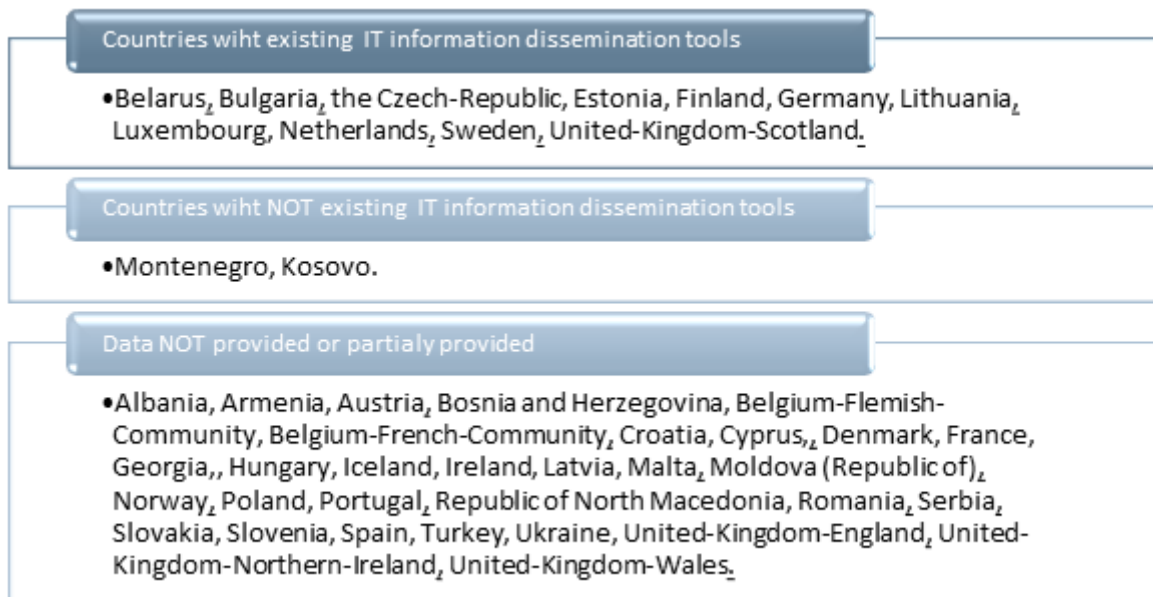 Countries wiht existing IT information dissemination tools
•Belarus, Bulgaria, the Czech-Republic, Estonia, Finland, Germany, Lithuania,
Luxembourg, Netherlands, Sweden, United-Kingdom-Scotland.
Countries wiht NOT existing IT information dissemination tools
•Montenegro, Kosovo.
Data NOT provided or partialy provided
•Albania, Armenia, Austria, Bosnia and Herzegovina, Belgium-Flemish-
Community, Belgium-French-Community, Croatia, Cyprus,, Denmark, France,
Georgia,, Hungary, Iceland, Ireland, Latvia, Malta, Moldova (Republic of),
Norway, Poland, Portugal, Republic of North Macedonia, Romania, Serbia,
Slovakia, Slovenia, Spain, Turkey, Ukraine, United-Kingdom-England, United-
Kingdom-Northern-Ireland, United-Kingdom-Wales.